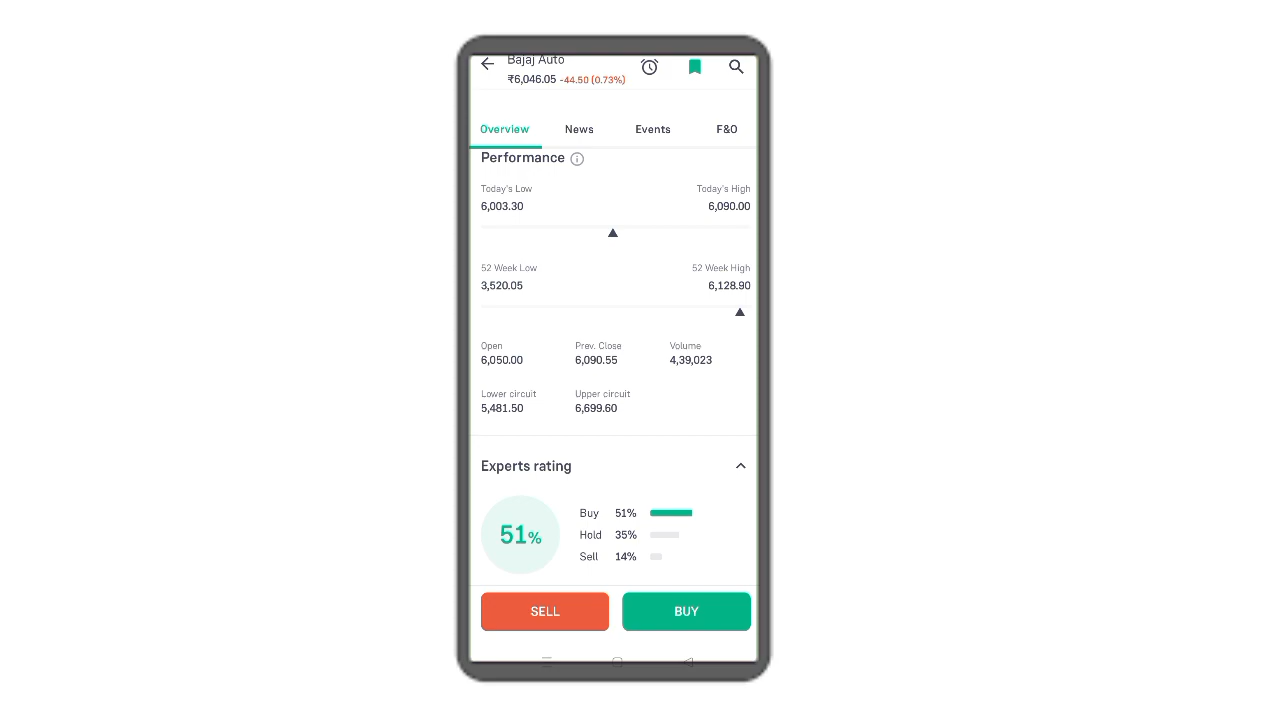 Bajaj Auto
₹6,046.05 -44.50 (0.73%)
Overview News Events F&O
Performance
Today's Low Today's High
6,003.30 6,090.00
52 Week Low 52 Week High
3,520.05 6,128.90
Open Prev. Close Volume
6,050.00 6,090.55 4,39,023
Lower circuit Upper circuit
5,481.50 6,699.60
Experts rating
51%
Buy 51%
Hold 35%
Sell 14%
SELL BUY